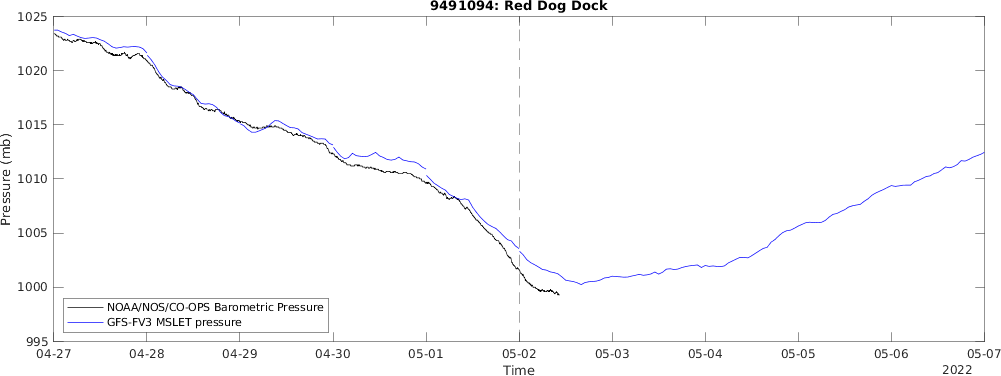 9491094: Red Dog Dock
1025
1020
1015
1010
1005
1000
995
Pressure (mb)
NOAA/NOS/CO-OPS Barometric Pressure
GFS-FV3 MSLET pressure
04-27 04-28 04-29 04-30 05-01 05-02 05-03 05-04 05-05 05-06 05-07
Time
2022